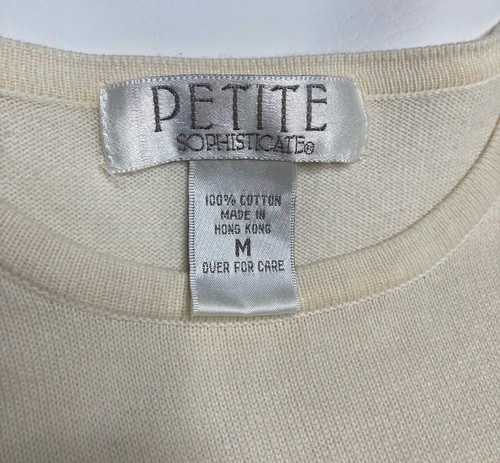 PETITE
SOPHISTICATE®
100% COTTON
MADE IN
HONG KONG
M
OVER FOR CARE